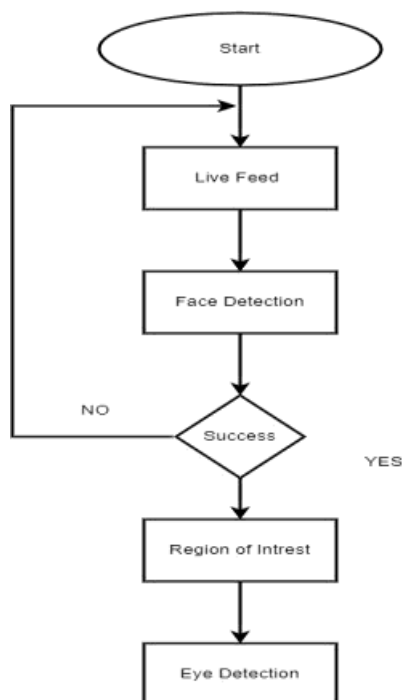 Start
Live Feed
Face Detection
NO
Success
YES
Region of Intrest
Eye Detection